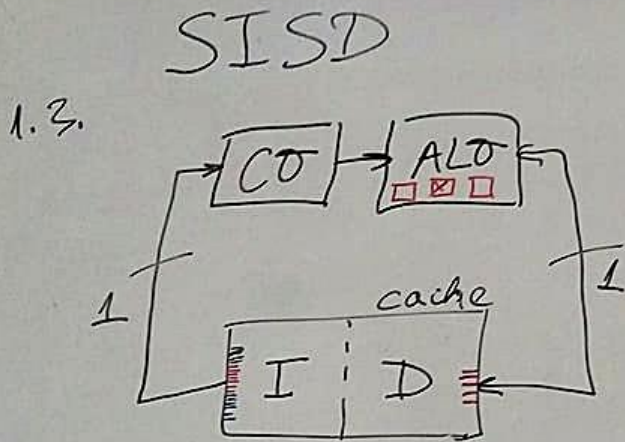 SISD
1.3.
CU ALU
cache
1 1
I D